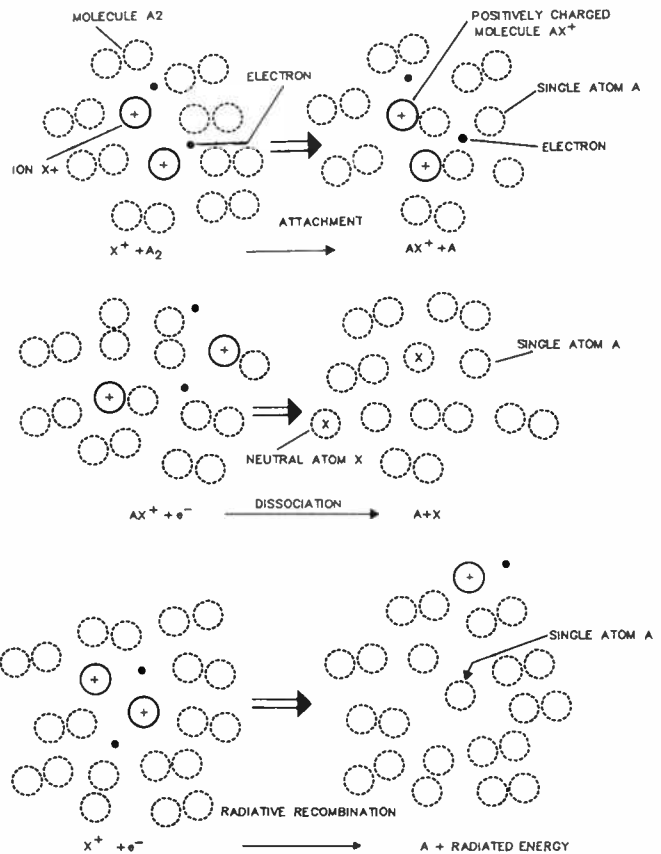 MOLECULE A2
ELECTRON
ION X+
POSITIVELY CHARGED
MOLECULE AX⁺
SINGLE ATOM A
ELECTRON
+
+
+
+
ATTACHMENT
X⁺ + A₂
AX⁺ + A
+
+
X
X
SINGLE ATOM A
NEUTRAL ATOM X
DISSOCIATION
AX⁺ + e⁻
A+X
+
+
+
SINGLE ATOM A
RADIATIVE RECOMBINATION
X⁺ + e⁻
A + RADIATED ENERGY